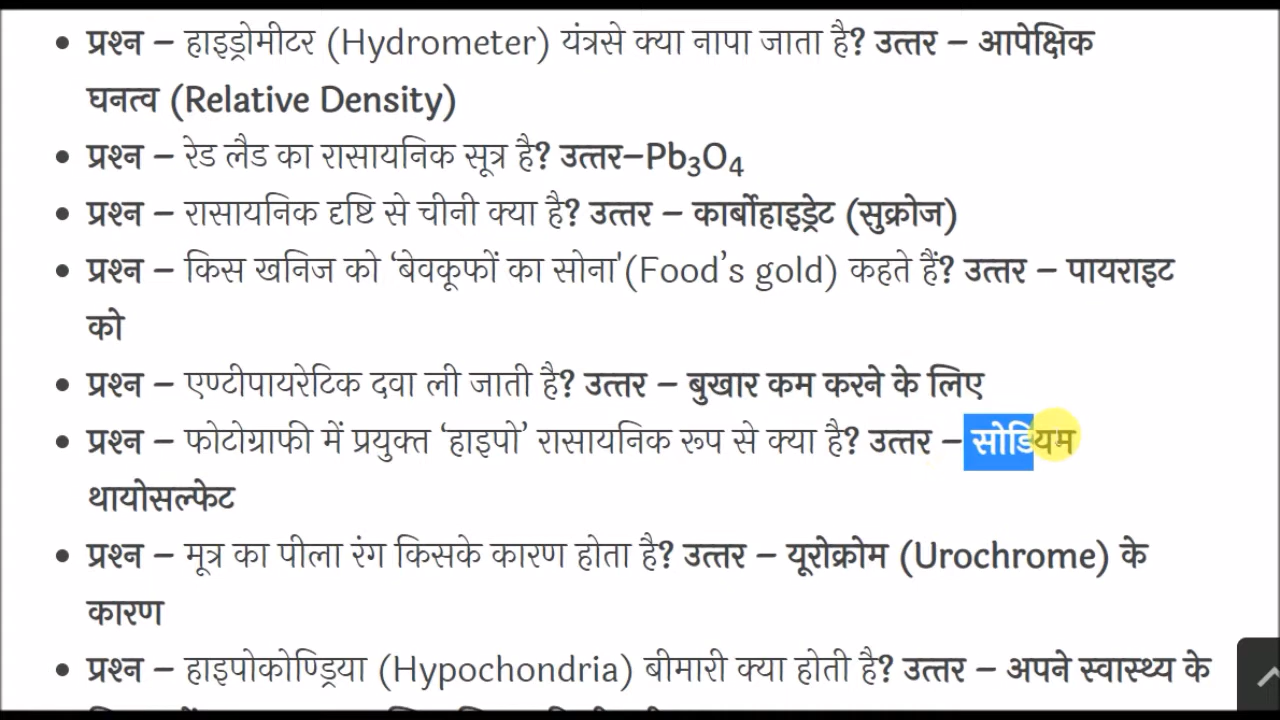 • प्रश्न – हाइड्रोमीटर (Hydrometer) यंत्रसे क्या नापा जाता है? उत्तर – आपेक्षिक
घनत्व (Relative Density)
• प्रश्न – रेड लैड का रासायनिक सूत्र है? उत्तर–Pb₃O₄
• प्रश्न – रासायनिक दृष्टि से चीनी क्या है? उत्तर – कार्बोहाइड्रेट (सुक्रोज)
• प्रश्न – किस खनिज को ‘बेवकूफों का सोना'(Food’s gold) कहते हैं? उत्तर – पायराइट
को
• प्रश्न – एण्टीपायरेटिक दवा ली जाती है? उत्तर – बुखार कम करने के लिए
• प्रश्न – फोटोग्राफी में प्रयुक्त ‘हाइपो’ रासायनिक रूप से क्या है? उत्तर – सोडियम
थायोसल्फेट
• प्रश्न – मूत्र का पीला रंग किसके कारण होता है? उत्तर – यूरोक्रोम (Urochrome) के
कारण
• प्रश्न – हाइपोकोण्ड्रिया (Hypochondria) बीमारी क्या होती है? उत्तर – अपने स्वास्थ्य के